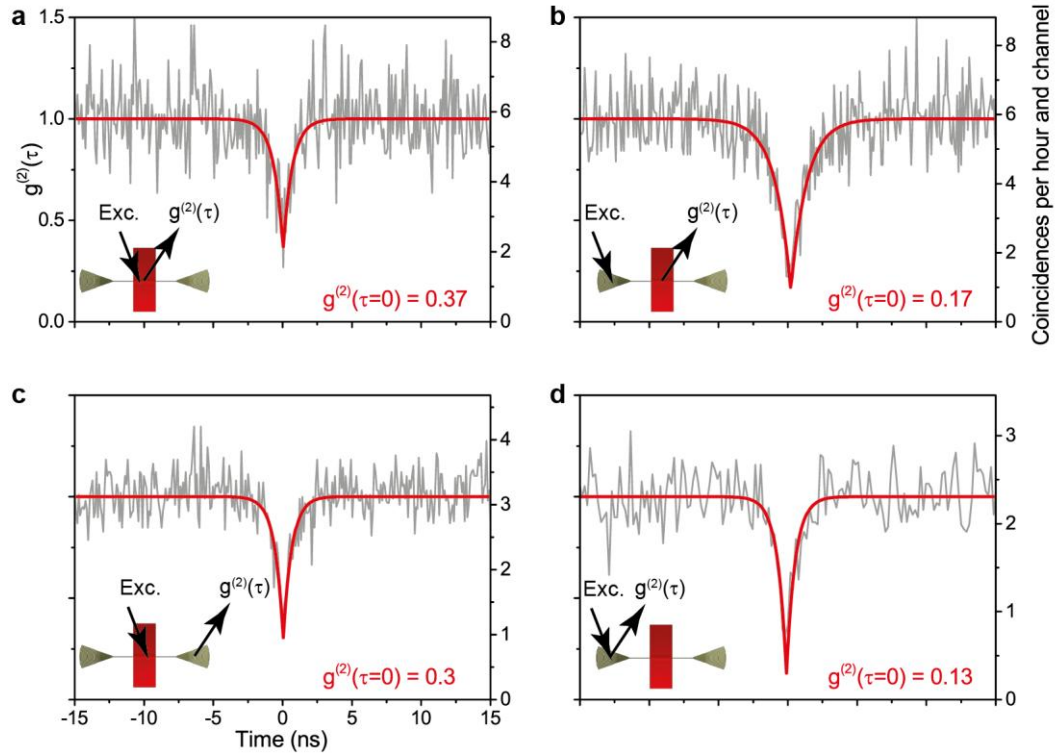 a
b
1.5
1.0
0.5
0.0
g⁽²⁾(τ)
8
6
4
2
0
Exc.
g⁽²⁾(τ)
g⁽²⁾(τ=0) = 0.37
8
6
4
2
0
Exc.
g⁽²⁾(τ)
g⁽²⁾(τ=0) = 0.17
Coincidences per hour and channel
c
d
4
3
2
1
0
Exc.
g⁽²⁾(τ)
g⁽²⁾(τ=0) = 0.3
3
2
1
0
Exc.
g⁽²⁾(τ)
g⁽²⁾(τ=0) = 0.13
-15 -10 -5 0 5 10 15
Time (ns)